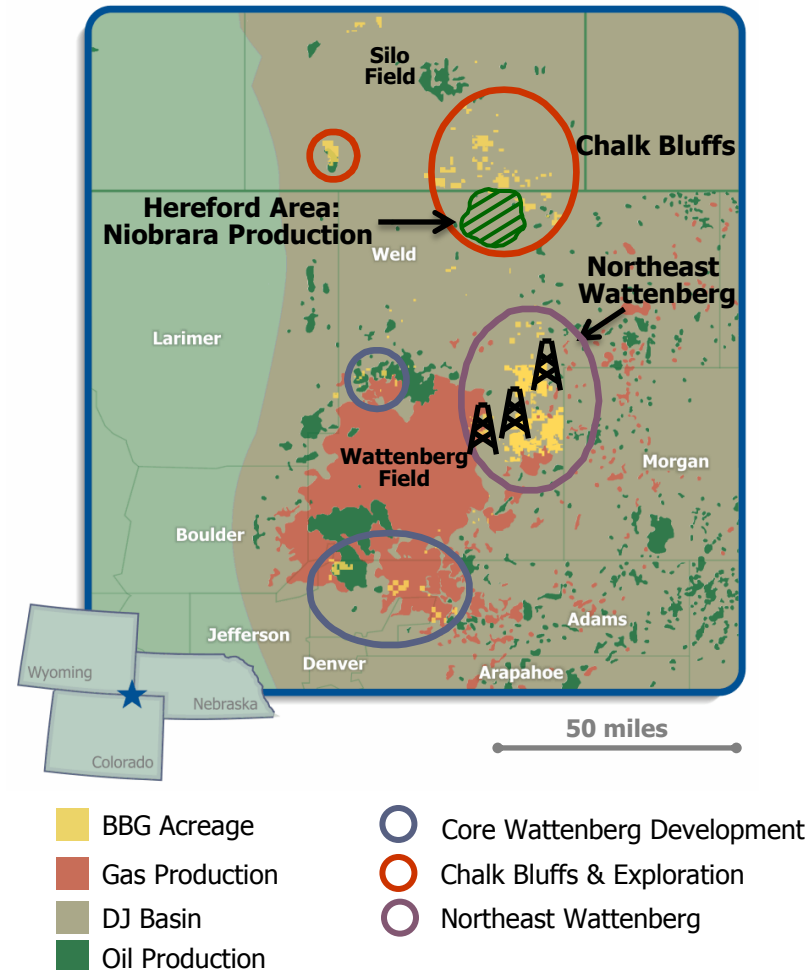 Silo
Field
Chalk Bluffs
Hereford Area:
Niobrara Production
Weld
Northeast
Wattenberg
Larimer
Wattenberg
Field
Morgan
Boulder
Adams
Jefferson
Denver
Arapahoe
Wyoming
Nebraska
Colorado
50 miles
BBG Acreage
Gas Production
DJ Basin
Oil Production
Core Wattenberg Development
Chalk Bluffs & Exploration
Northeast Wattenberg